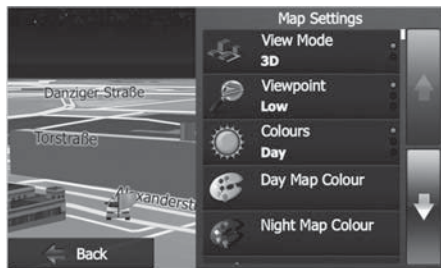 Map Settings
View Mode
3D
Viewpoint
Low
Colours
Day
Day Map Colour
Night Map Colour
Danziger Straße
Torstraße
Alexanderst
Back